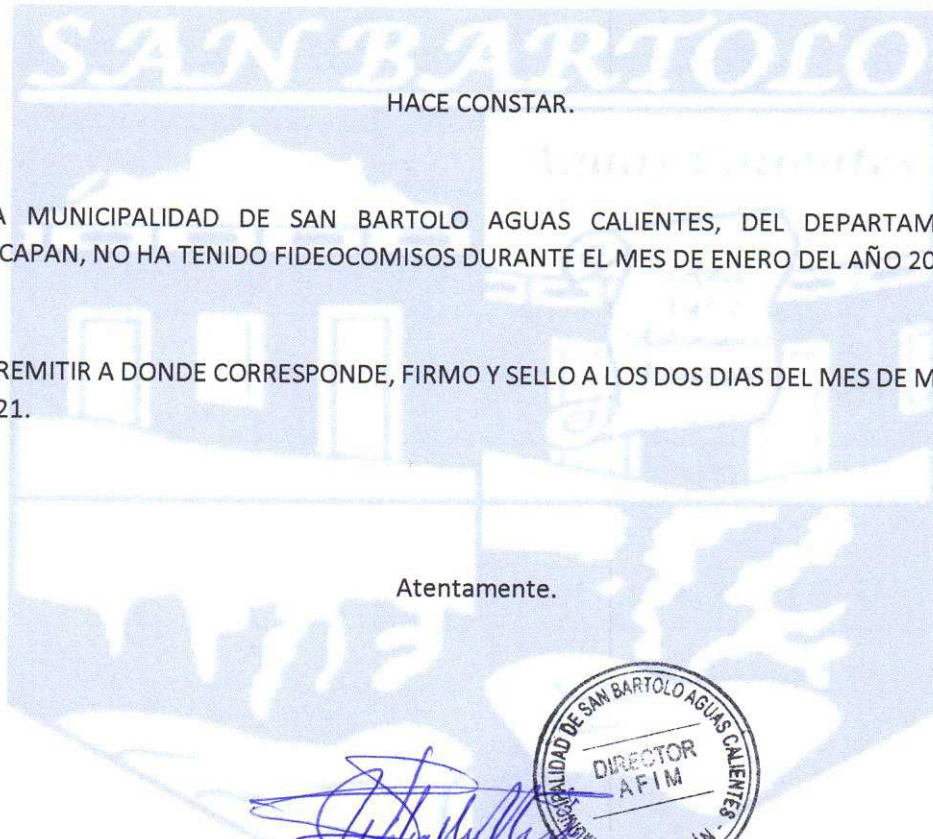 SAN BARTOLO
HACE CONSTAR.
A MUNICIPALIDAD DE SAN BARTOLO AGUAS CALIENTES, DEL DEPARTAM
CAPAN, NO HA TENIDO FIDEOCOMISOS DURANTE EL MES DE ENERO DEL AÑO 20
REMITIR A DONDE CORRESPONDE, FIRMO Y SELLO A LOS DOS DIAS DEL MES DE M
21.
Atentamente.
SAN BARTOLO AGUAS CALIENTES -
DIRECTOR
AFIM